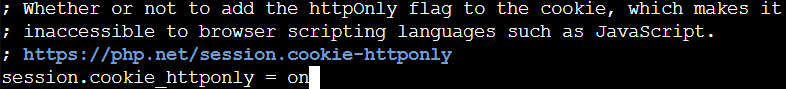 ; Whether or not to add the httpOnly flag to the cookie, which makes it
; inaccessible to browser scripting languages such as JavaScript.
; https://php.net/session.cookie-httponly
session.cookie_httponly = on